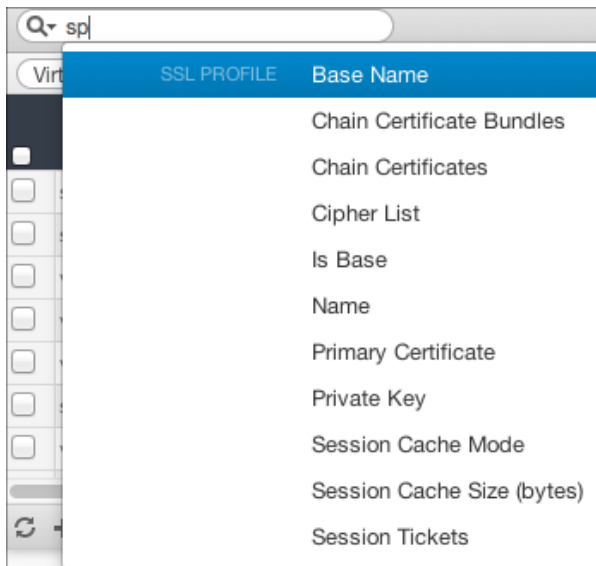 sp
Virt
SSL PROFILE Base Name
Chain Certificate Bundles
Chain Certificates
Cipher List
Is Base
Name
Primary Certificate
Private Key
Session Cache Mode
Session Cache Size (bytes)
Session Tickets